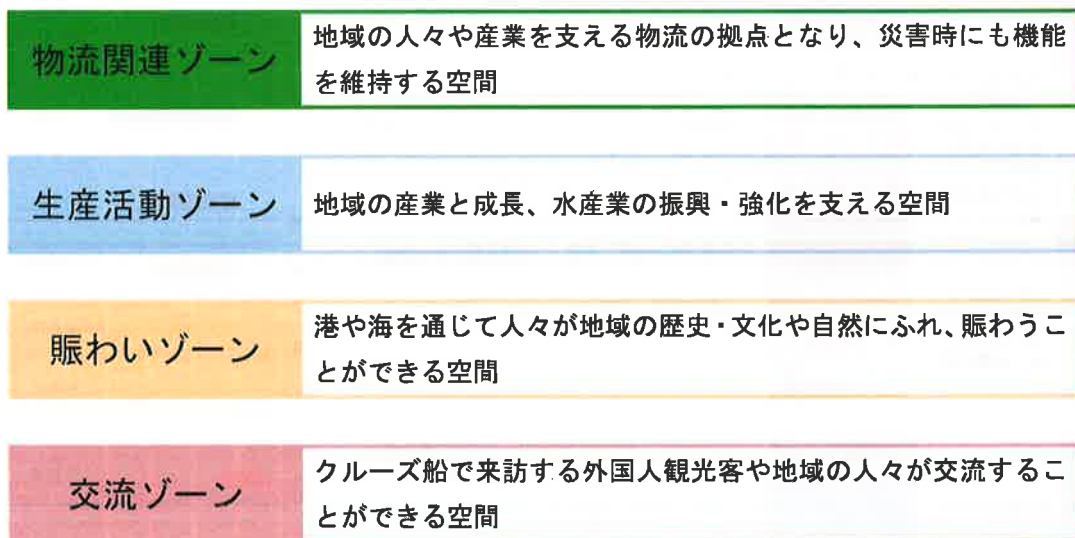 物流関連ゾーン
地域の人々や産業を支える物流の拠点となり、災害時にも機能
を維持する空間
生産活動ゾーン
地域の産業と成長、水産業の振興・強化を支える空間
賑わいゾーン
港や海を通じて人々が地域の歴史・文化や自然にふれ、賑わうこ
とができる空間
交流ゾーン
クルーズ船で来訪する外国人観光客や地域の人々が交流するこ
とができる空間